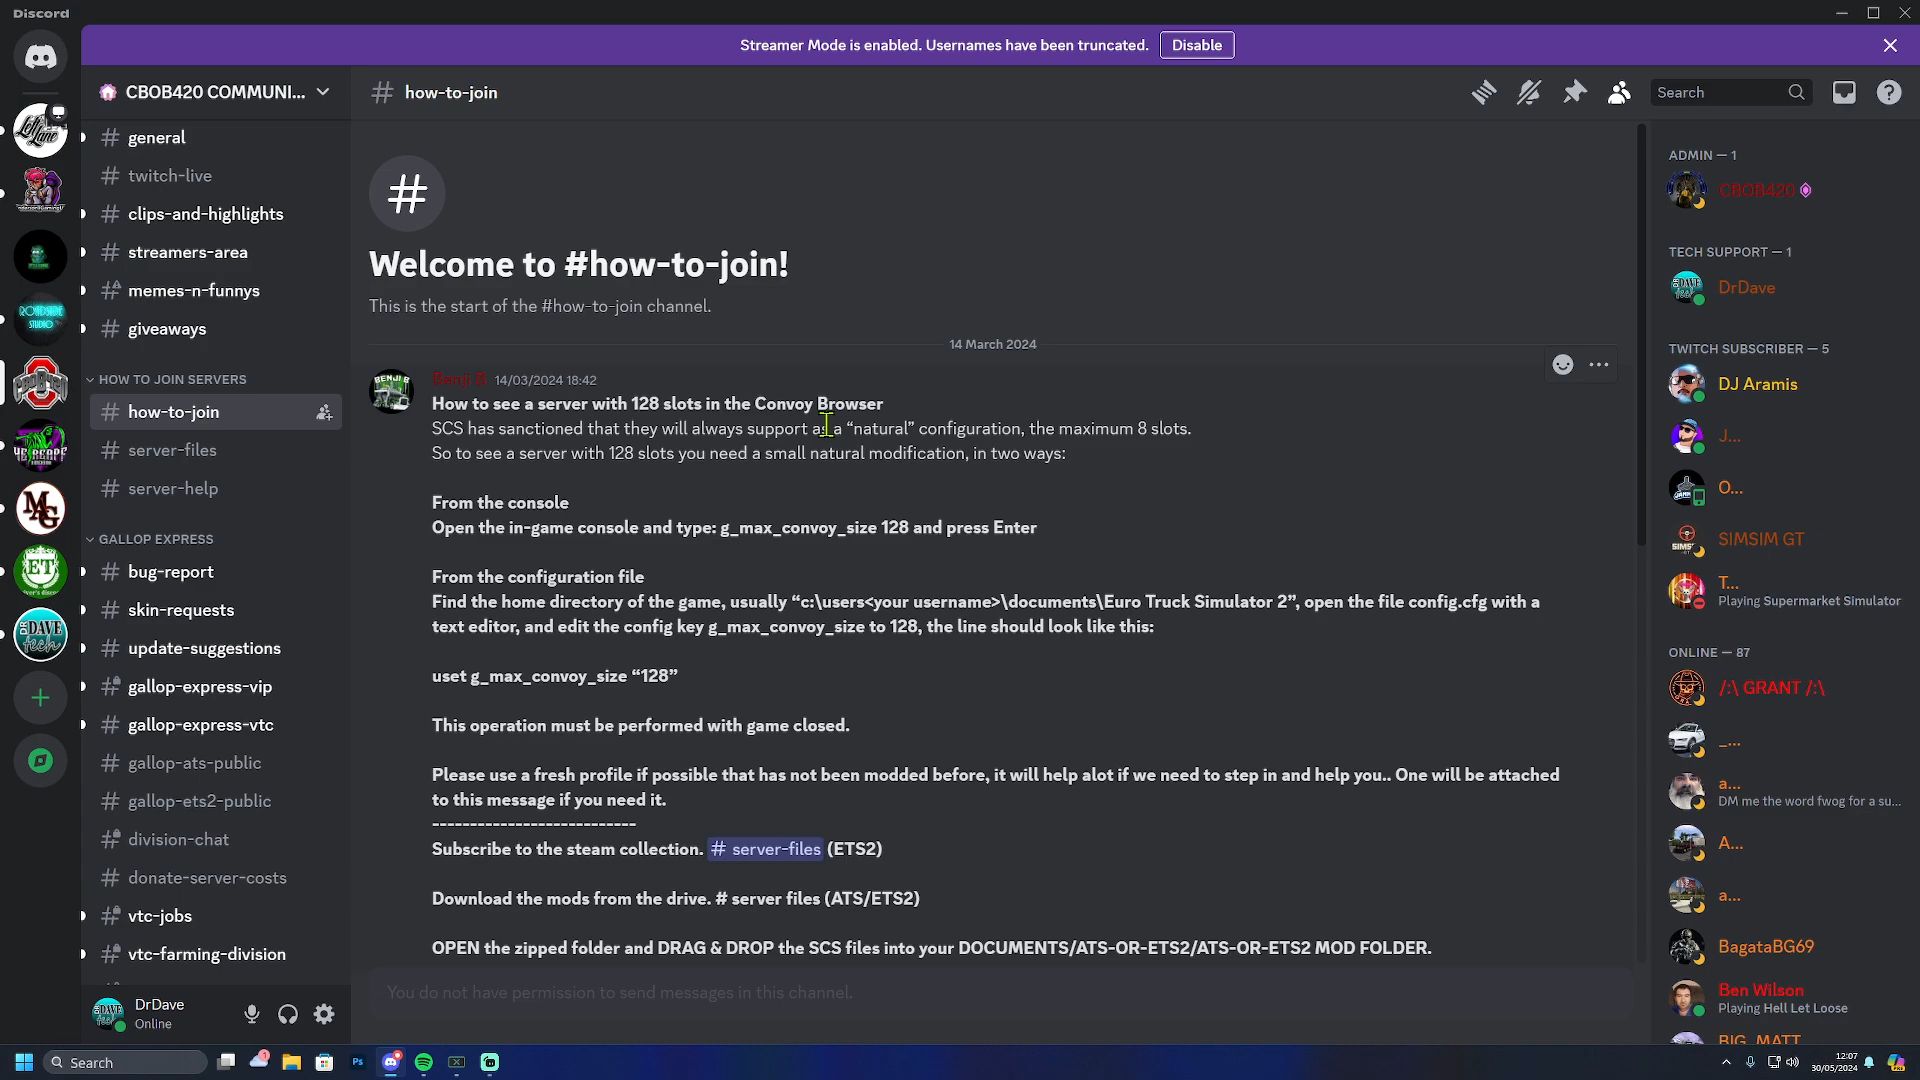 Discord
Streamer Mode is enabled. Usernames have been truncated.
Disable
CBOB420 COMMUNI...
how-to-join
Search
general
twitch-live
clips-and-highlights
streamers-area
memes-n-funnys
giveaways
HOW TO JOIN SERVERS
how-to-join
server-files
server-help
GALLOP EXPRESS
bug-report
skin-requests
update-suggestions
gallop-express-vip
gallop-express-vtc
gallop-ats-public
gallop-ets2-public
division-chat
donate-server-costs
vtc-jobs
vtc-farming-division
DrDave
Online
Welcome to #how-to-join!
This is the start of the #how-to-join channel.
14 March 2024
Benji B 14/03/2024 18:42
How to see a server with 128 slots in the Convoy Browser
SCS has sanctioned that they will always support as a “natural” configuration, the maximum 8 slots.
So to see a server with 128 slots you need a small natural modification, in two ways:
From the console
Open the in-game console and type: g_max_convoy_size 128 and press Enter
From the configuration file
Find the home directory of the game, usually “c:\users<your username>\documents\Euro Truck Simulator 2”, open the file config.cfg with a
text editor, and edit the config key g_max_convoy_size to 128, the line should look like this:
uset g_max_convoy_size “128”
This operation must be performed with game closed.
Please use a fresh profile if possible that has not been modded before, it will help alot if we need to step in and help you.. One will be attached
to this message if you need it.
---------------------------
Subscribe to the steam collection. # server-files (ETS2)
Download the mods from the drive. # server files (ATS/ETS2)
OPEN the zipped folder and DRAG & DROP the SCS files into your DOCUMENTS/ATS-OR-ETS2/ATS-OR-ETS2 MOD FOLDER.
You do not have permission to send messages in this channel.
ADMIN — 1
CBOB420
TECH SUPPORT — 1
DrDave
TWITCH SUBSCRIBER — 5
DJ Aramis
J...
O...
SIMSIM GT
T...
Playing Supermarket Simulator
ONLINE — 87
/:\ GRANT /:\
_...
a...
DM me the word fwog for a su...
A...
a...
BagataBG69
Ben Wilson
Playing Hell Let Loose
BIG_MATT
Search
12:07
30/05/2024